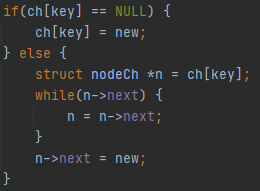 if(ch[key] == NULL) {
    ch[key] = new;
} else {
    struct nodeCh *n = ch[key];
    while(n->next) {
        n = n->next;
    }
    n->next = new;
}